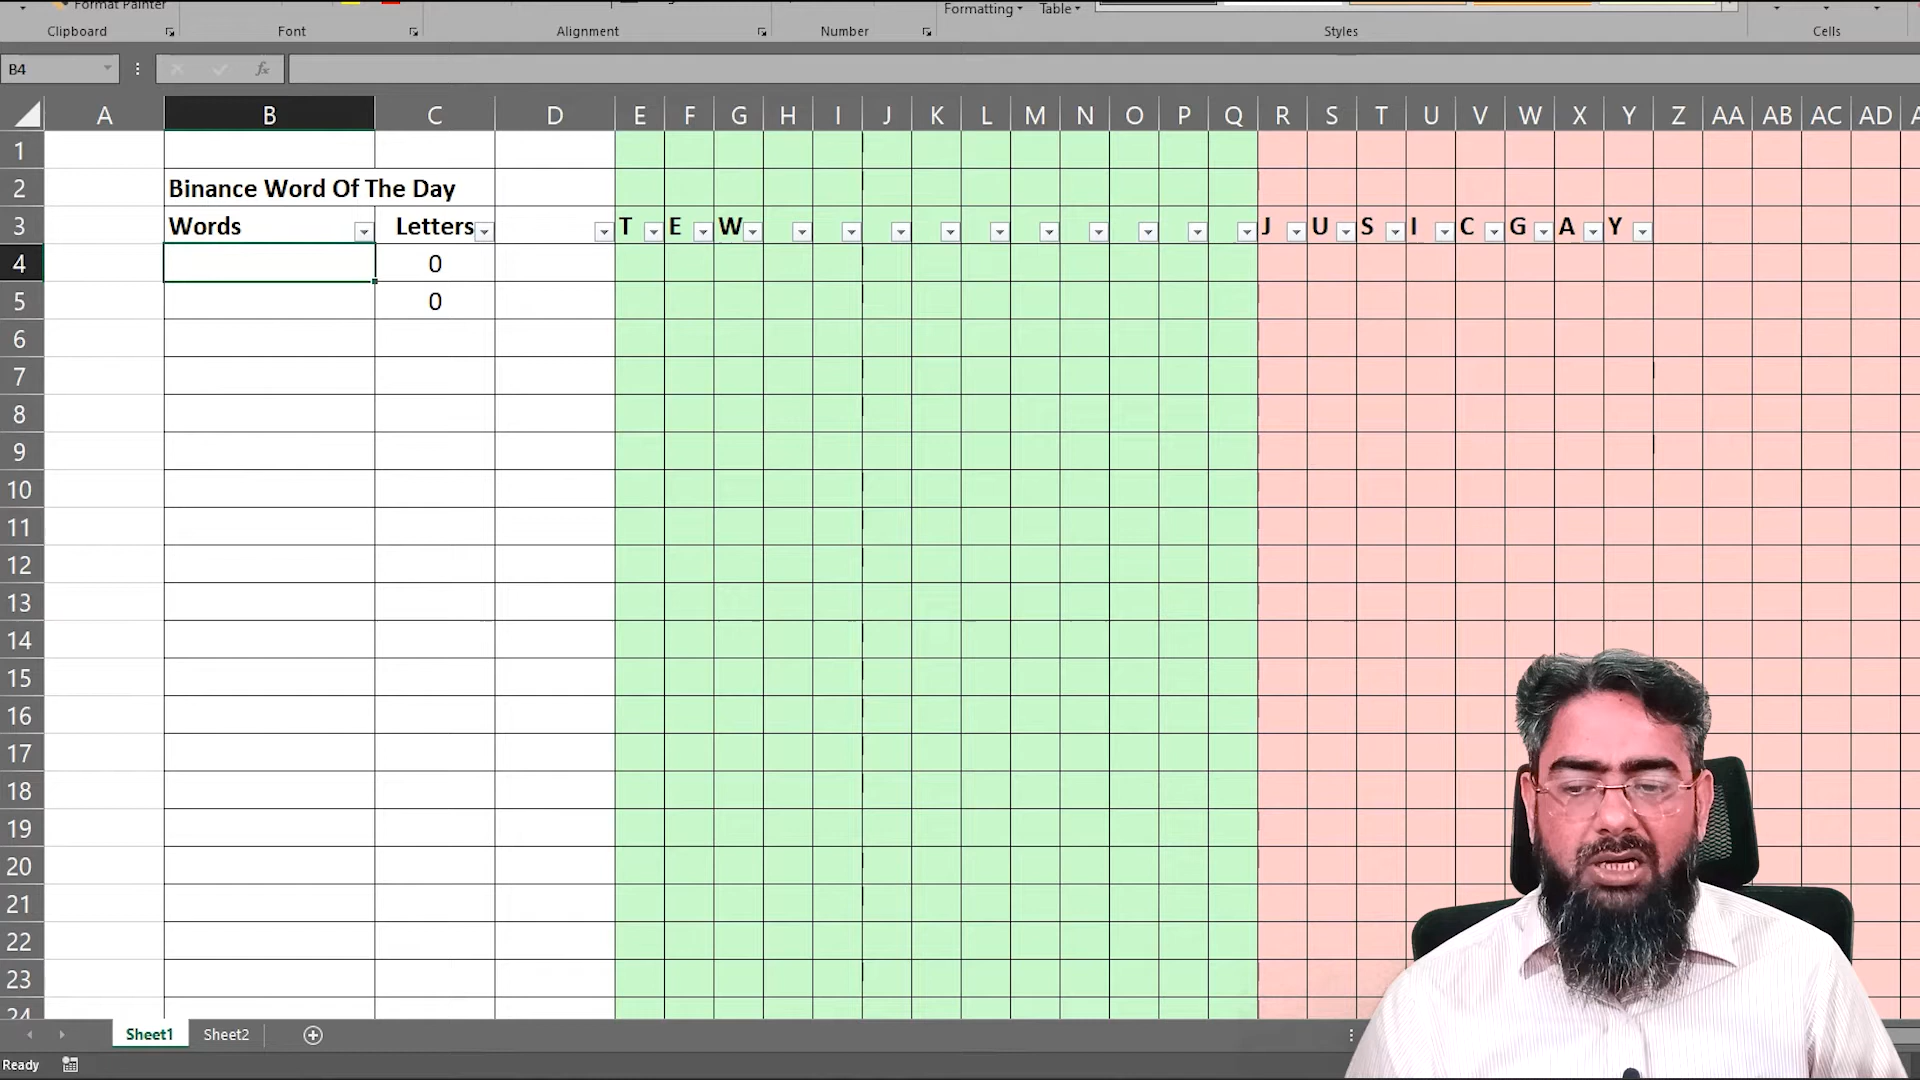 Format Painter
Formatting Table
Clipboard Font Alignment Number Styles Cells
B4 fx
A B C D E F G H I J K L M N O P Q R S T U V W X Y Z AA AB AC AD
1
2 Binance Word Of The Day
3 Words Letters T E W J U S I C G A Y
4 0
5 0
6
7
8
9
10
11
12
13
14
15
16
17
18
19
20
21
22
23
24
Sheet1 Sheet2
Ready